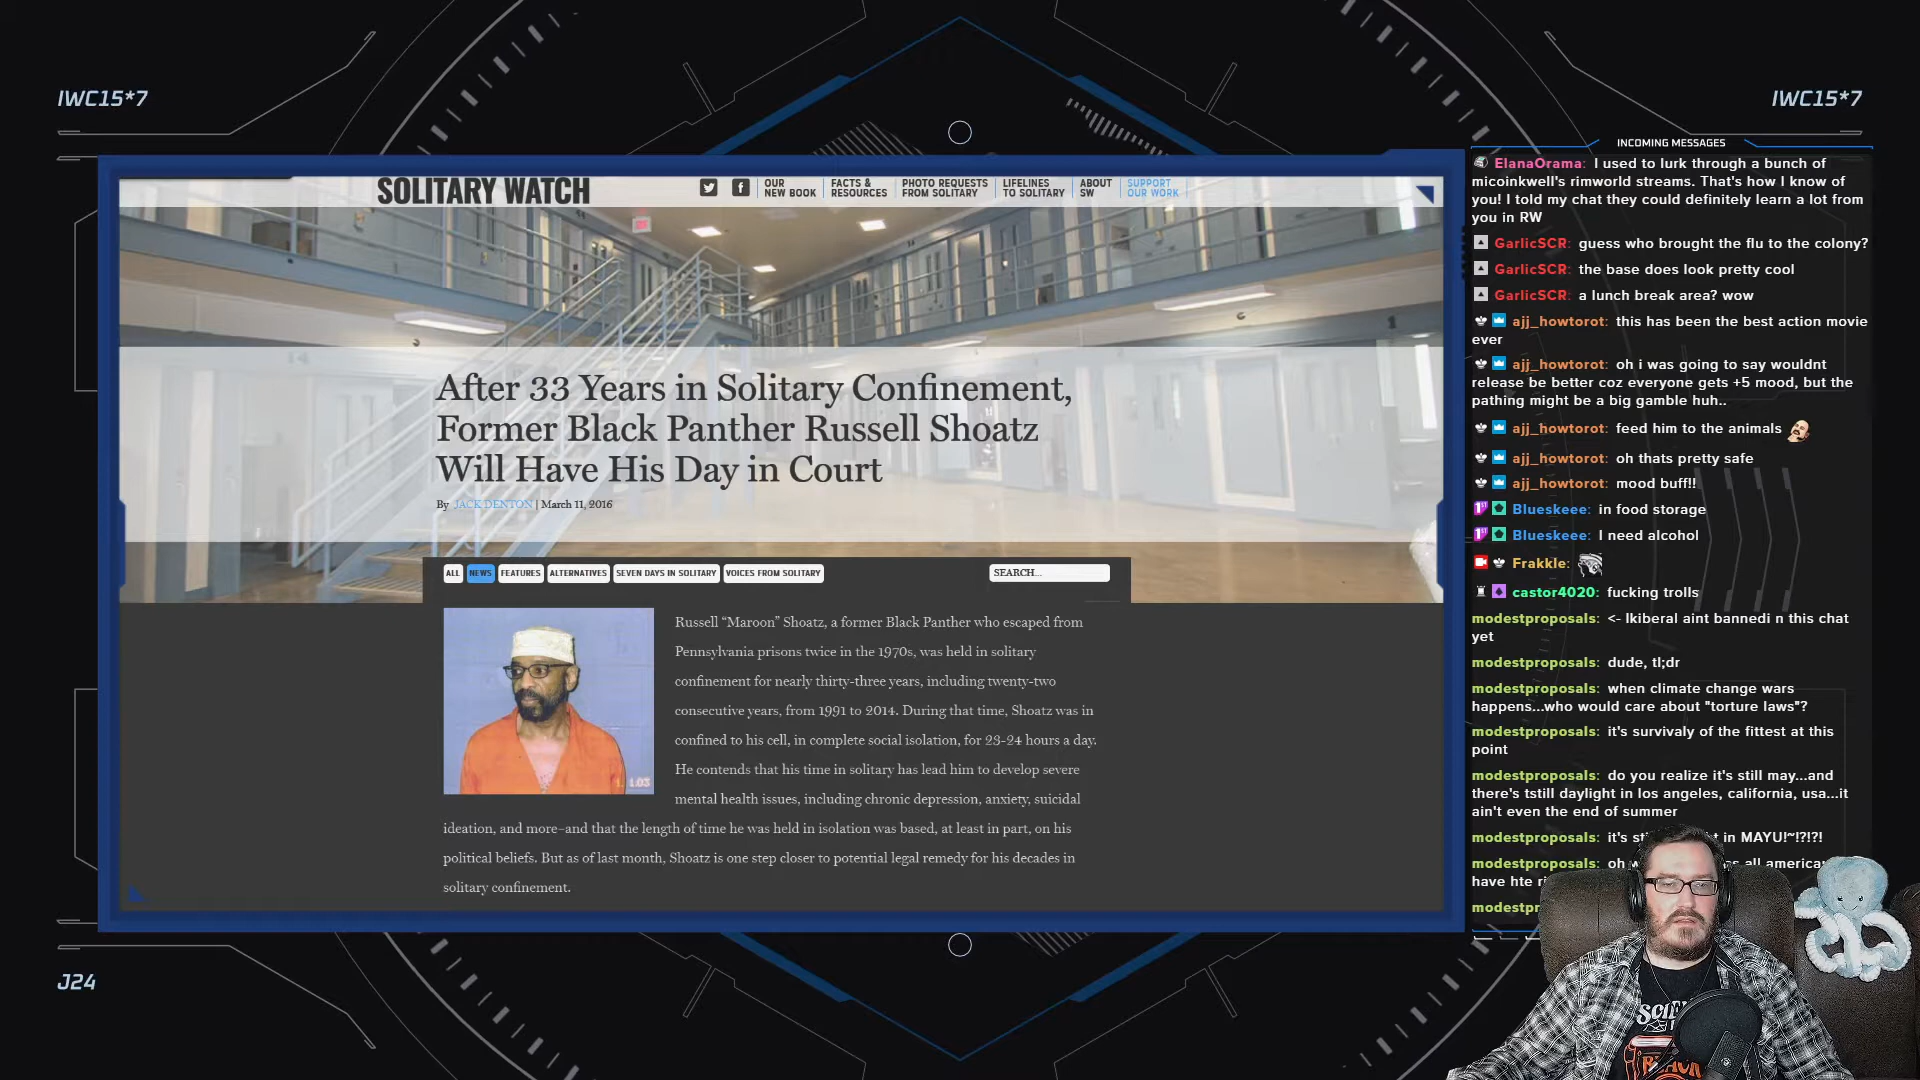 IWC15*7
IWC15*7
SOLITARY WATCH
OUR
NEW BOOK
FACTS &
RESOURCES
PHOTO REQUESTS
FROM SOLITARY
LIFELINES
TO SOLITARY
ABOUT
SW
SUPPORT
OUR WORK
After 33 Years in Solitary Confinement,
Former Black Panther Russell Shoatz
Will Have His Day in Court
By JACK DENTON | March 11, 2016
ALL NEWS FEATURES ALTERNATIVES SEVEN DAYS IN SOLITARY VOICES FROM SOLITARY SEARCH...
Russell “Maroon” Shoatz, a former Black Panther who escaped from
Pennsylvania prisons twice in the 1970s, was held in solitary
confinement for nearly thirty-three years, including twenty-two
consecutive years, from 1991 to 2014. During that time, Shoatz was in
confined to his cell, in complete social isolation, for 23-24 hours a day.
He contends that his time in solitary has lead him to develop severe
mental health issues, including chronic depression, anxiety, suicidal
ideation, and more–and that the length of time he was held in isolation was based, at least in part, on his
political beliefs. But as of last month, Shoatz is one step closer to potential legal remedy for his decades in
solitary confinement.
INCOMING MESSAGES
ElanaOrama: I used to lurk through a bunch of
micoinkwell's rimworld streams. That's how I know of
you! I told my chat they could definitely learn a lot from
you in RW
GarlicSCR: guess who brought the flu to the colony?
GarlicSCR: the base does look pretty cool
GarlicSCR: a lunch break area? wow
ajj_howtorot: this has been the best action movie
ever
ajj_howtorot: oh i was going to say wouldnt
release be better coz everyone gets +5 mood, but the
pathing might be a big gamble huh..
ajj_howtorot: feed him to the animals
ajj_howtorot: oh thats pretty safe
ajj_howtorot: mood buff!!
Blueskeee: in food storage
Blueskeee: I need alcohol
Frakkle:
castor4020: fucking trolls
modestproposals: <- lkiberal aint bannedi n this chat
yet
modestproposals: dude, tl;dr
modestproposals: when climate change wars
happens...who would care about "torture laws"?
modestproposals: it's survivaly of the fittest at this
point
modestproposals: do you realize it's still may...and
there's tstill daylight in los angeles, california, usa...it
ain't even the end of summer
modestproposals: it's in MAYU!~!?!?!
modestproposals: oh all american
have hte
J24